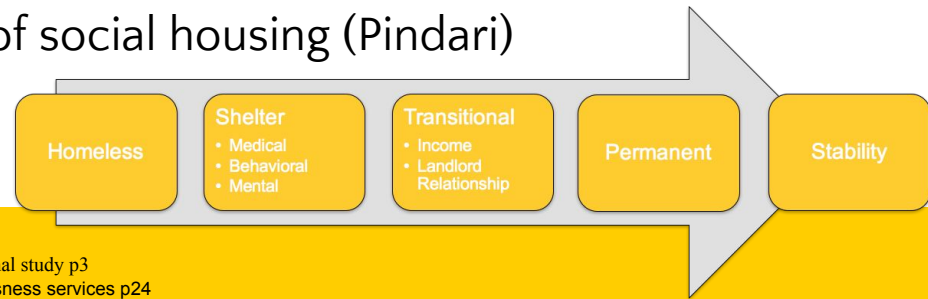 of social housing (Pindari)
Homeless
Shelter
• Medical
• Behavioral
• Mental
Transitional
• Income
• Landlord
Relationship
Permanent
Stability
nal study p3
sness services p24